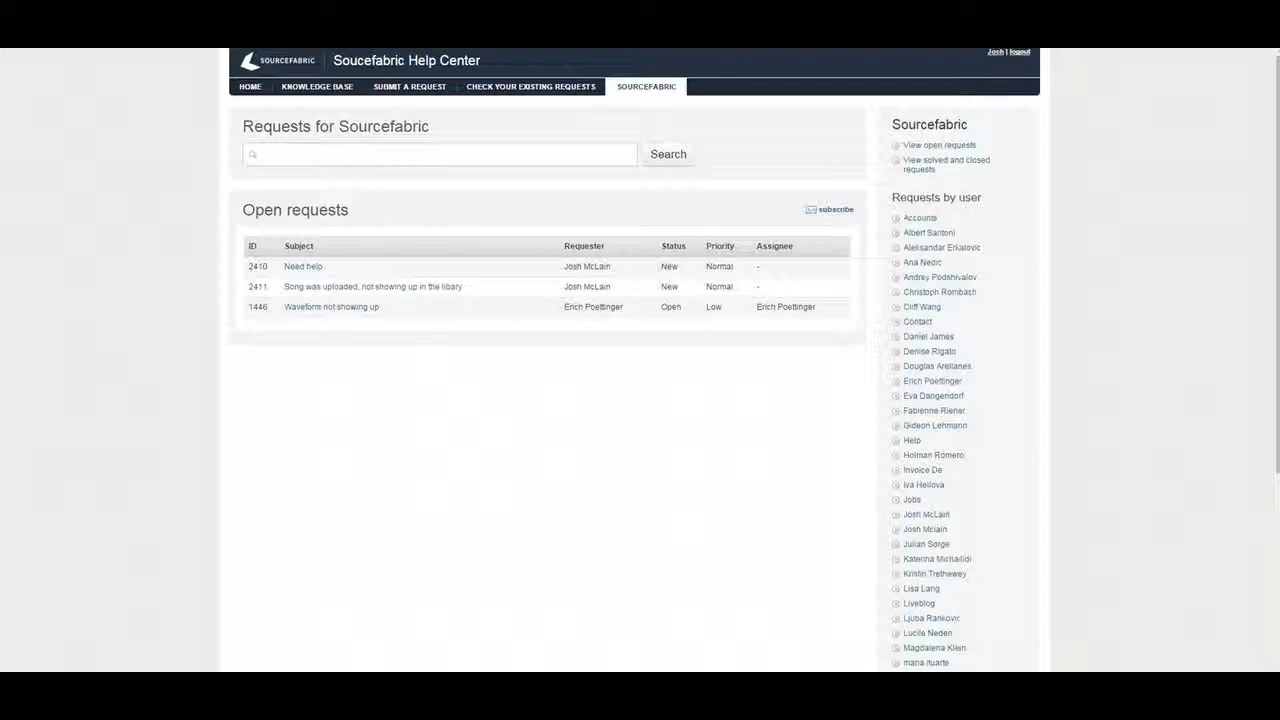 Josh | logout
SOURCEFABRIC Soucefabric Help Center
HOME KNOWLEDGE BASE SUBMIT A REQUEST CHECK YOUR EXISTING REQUESTS SOURCEFABRIC
Requests for Sourcefabric
Search
Open requests subscribe
ID Subject Requester Status Priority Assignee
2410 Need help Josh McLain New Normal -
2411 Song was uploaded, not showing up in the libary Josh McLain New Normal -
1446 Waveform not showing up Erich Poettinger Open Low Erich Poettinger
Sourcefabric
View open requests
View solved and closed
requests
Requests by user
Accounts
Albert Santoni
Aleksandar Erkalovic
Ana Nedic
Andrey Podshivalov
Christoph Rombach
Cliff Wang
Contact
Daniel James
Denise Rigato
Douglas Arellanes
Erich Poettinger
Eva Dangendorf
Fabienne Riener
Gideon Lehmann
Help
Holman Romero
Invoice De
Iva Hellova
Jobs
Josh McLain
Josh Mclain
Julian Sorge
Katerina Michailidi
Kristin Trethewey
Lisa Lang
Liveblog
Ljuba Rankovic
Lucile Neden
Magdalena Klein
maria ituarte